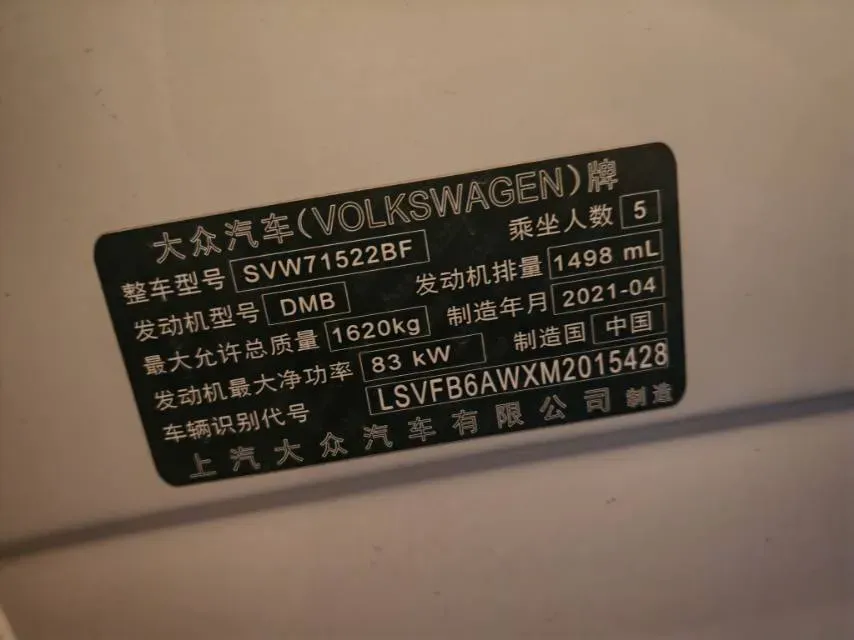 大众汽车(VOLKSWAGEN)牌
整车型号 SVW71522BF 乘坐人数 5
发动机型号 DMB 发动机排量 1498 mL
最大允许总质量 1620kg 制造年月 2021-04
发动机最大净功率 83 kW 制造国 中国
车辆识别代号 LSVFB6AWXM2015428
上汽大众汽车有限公司 制造